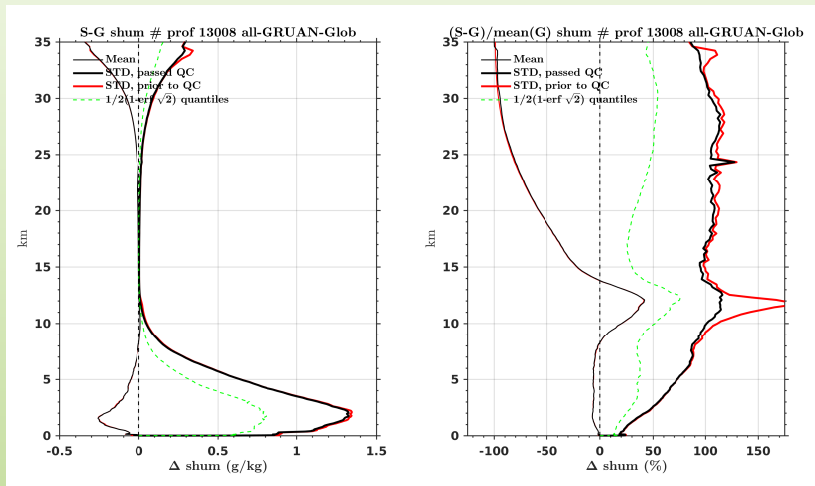 S-G shum # prof 13008 all-GRUAN-Glob
35
30
25
20
15
10
5
0
km
Mean
STD, passed QC
STD, prior to QC
1/2(1-erf √2) quantiles
-0.5 0 0.5 1 1.5
Δ shum (g/kg)
(S-G)/mean(G) shum # prof 13008 all-GRUAN-Glob
35
30
25
20
15
10
5
0
km
Mean
STD, passed QC
STD, prior to QC
1/2(1-erf √2) quantiles
-100 -50 0 50 100 150
Δ shum (%)